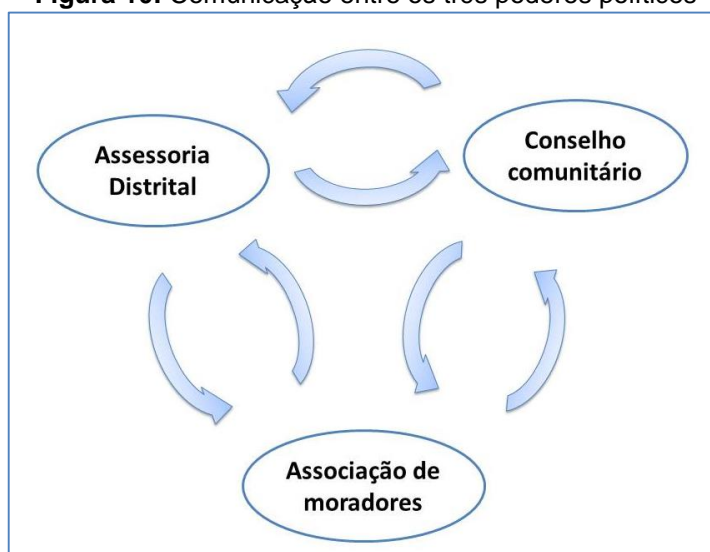 Figura 10. Comunicação entre os três poderes políticos
Assessoria
Distrital
Conselho
comunitário
Associação de
moradores